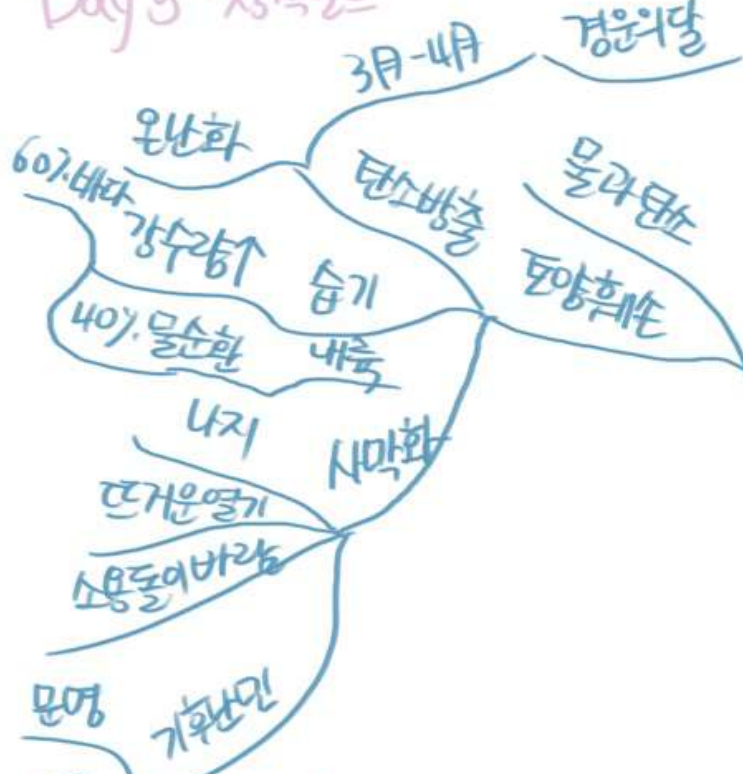 Day 3
3月-4月
경운의달
온난화
60% 바다
탄소방출
물과탄소
강수량↑
습기
토양훼손
40% 물순환
내륙
나지
사막화
뜨거운열기
소용돌이바람
문명
기후난민